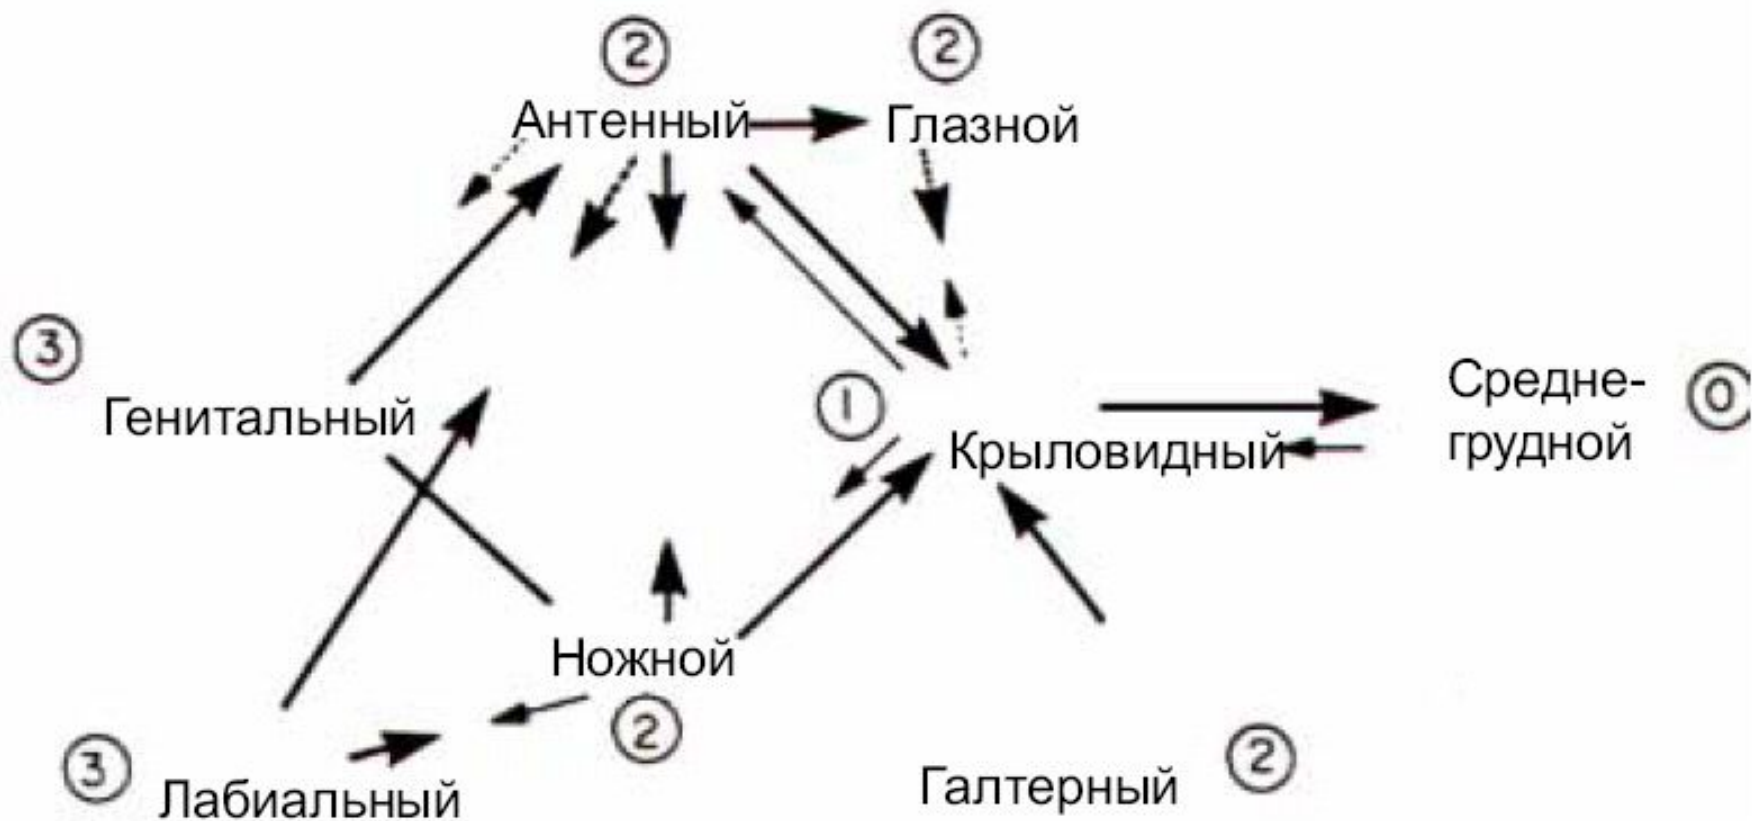 ② ②
Антенный Глазной
③ Средне- ⓪
Генитальный ① Крыловидный грудной
Ножной
②
③ Лабиальный Галтерный ②